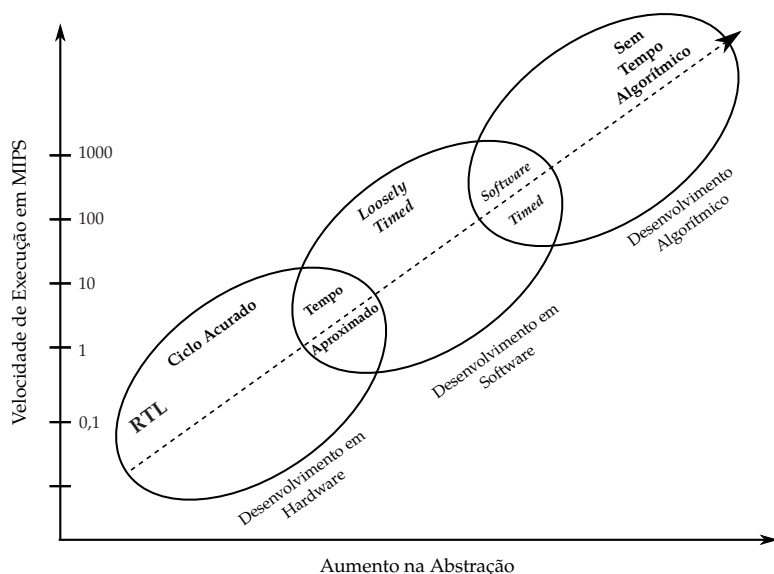 Velocidade de Execução em MIPS
1000
100
10
1
0,1
Sem
Tempo
Algorítmico
Software
Timed
Desenvolvimento
Algorítmico
Loosely
Timed
Tempo
Aproximado
Desenvolvimento em
Software
Ciclo Acurado
RTL
Desenvolvimento em
Hardware
Aumento na Abstração